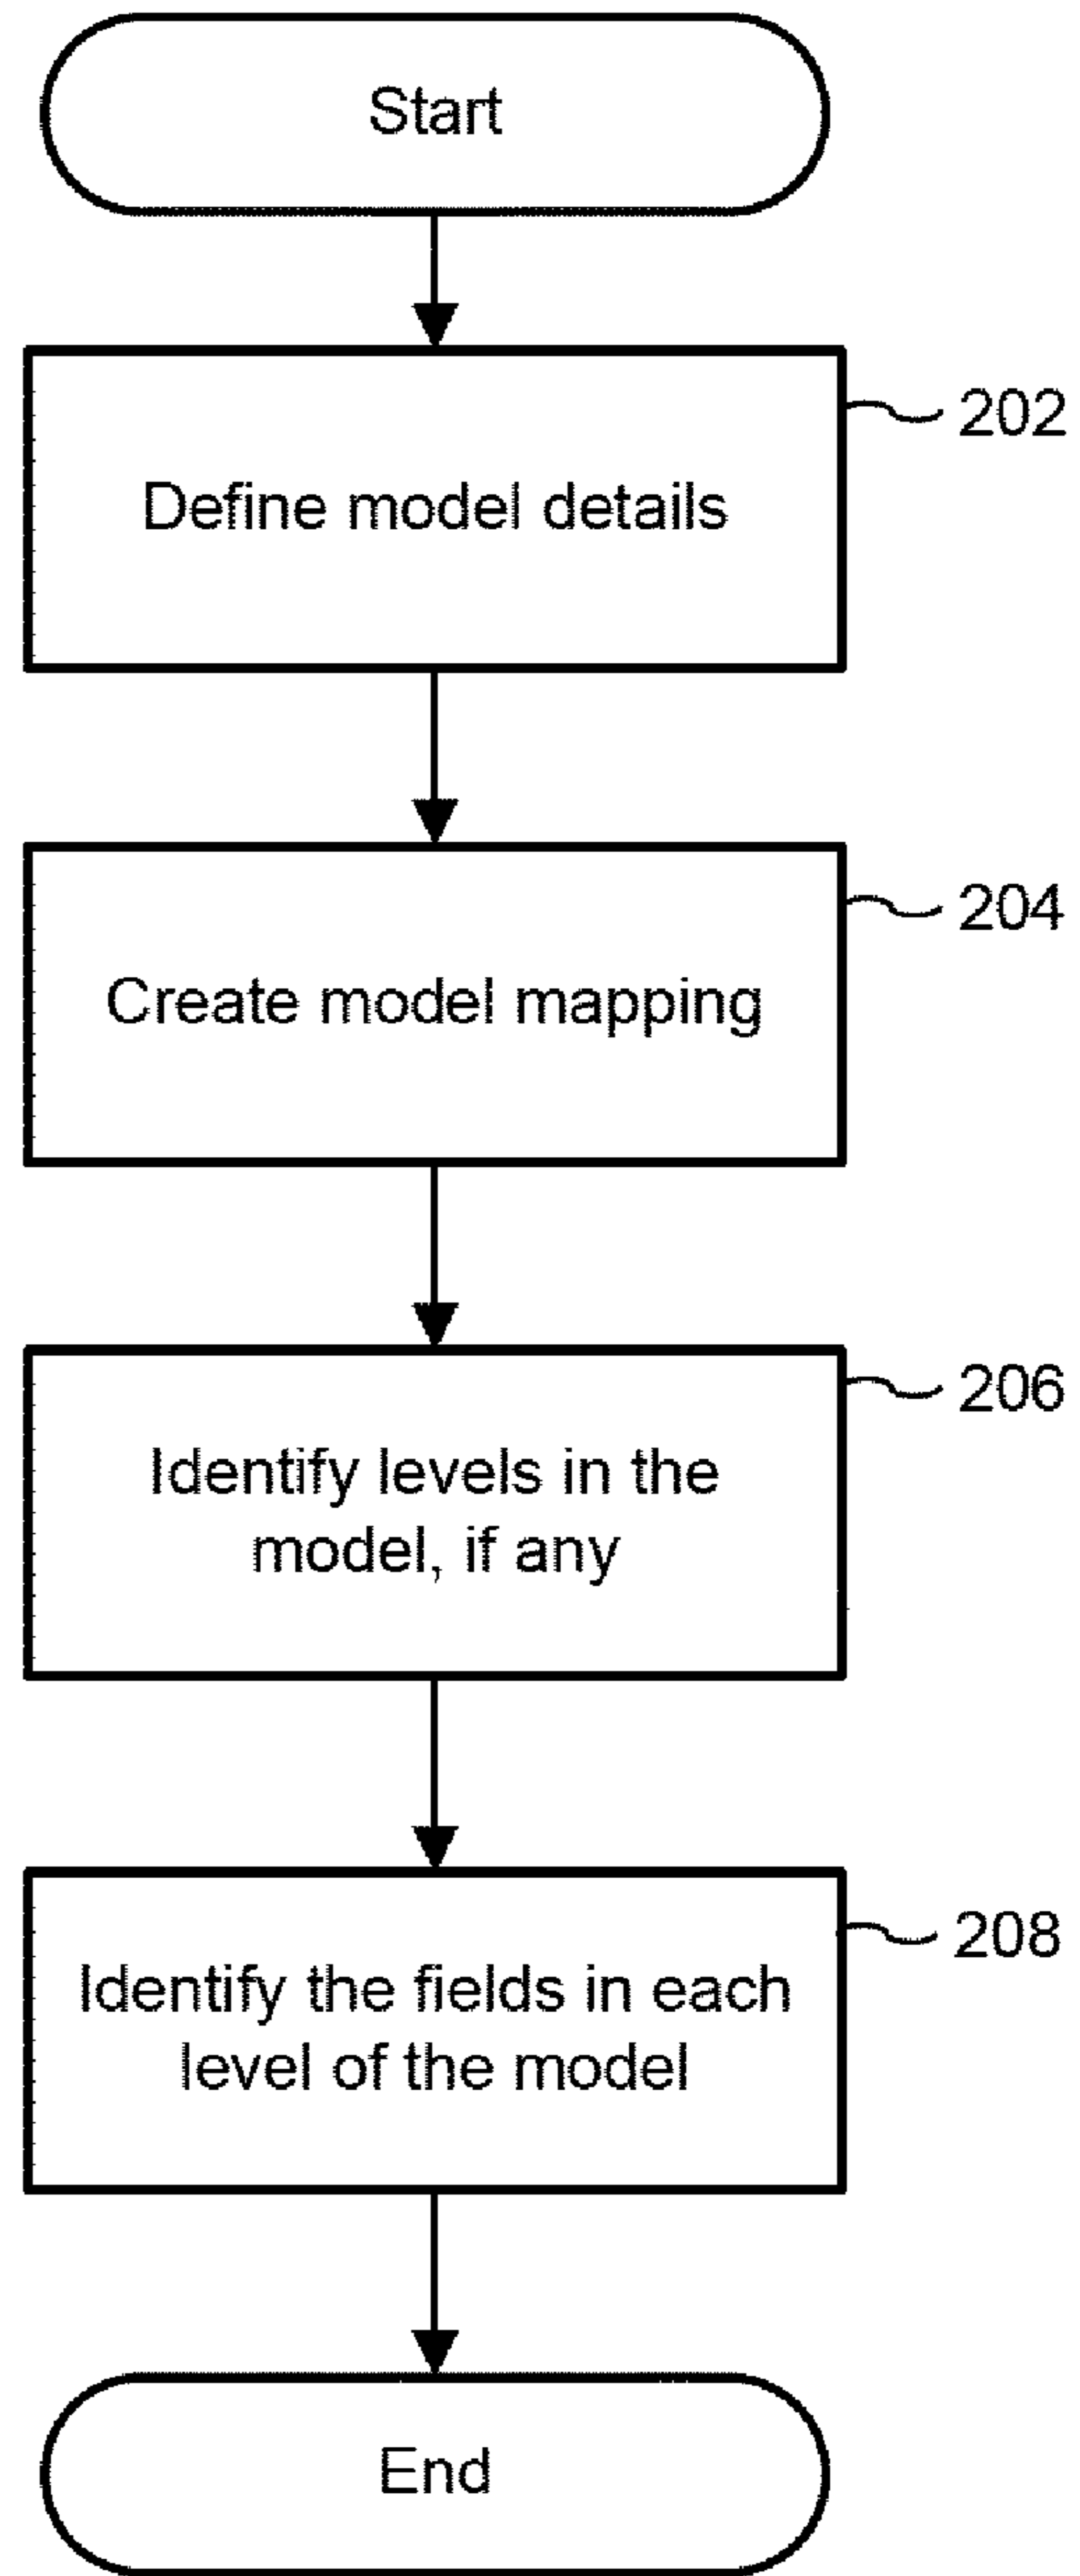 Start
202
Define model details
204
Create model mapping
206
Identify levels in the
model, if any
208
Identify the fields in each
level of the model
End